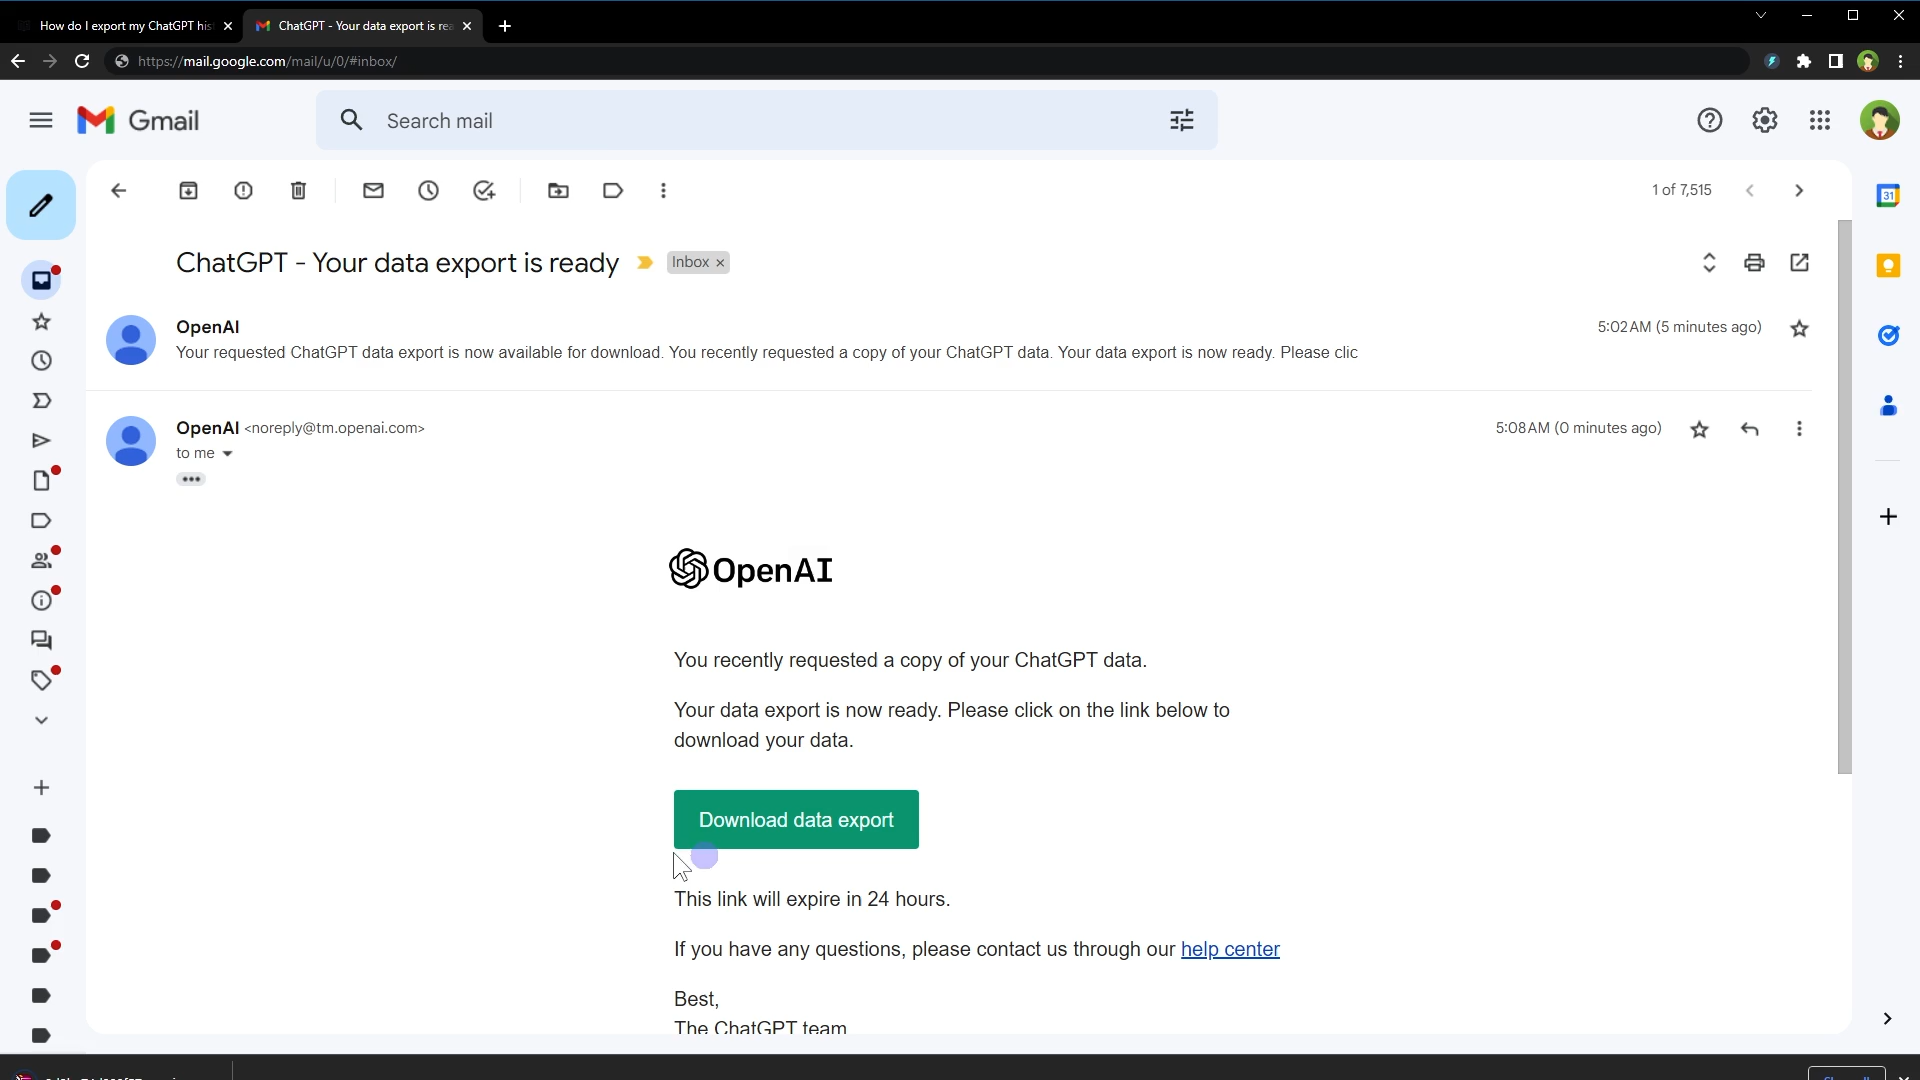 How do I export my ChatGPT his
ChatGPT - Your data export is rea
https://mail.google.com/mail/u/0/#inbox/
Gmail
Search mail
31
1 of 7,515
ChatGPT - Your data export is ready
Inbox ×
OpenAI
5:02 AM (5 minutes ago)
Your requested ChatGPT data export is now available for download. You recently requested a copy of your ChatGPT data. Your data export is now ready. Please clic
OpenAI <noreply@tm.openai.com>
5:08 AM (0 minutes ago)
to me
OpenAI
You recently requested a copy of your ChatGPT data.
Your data export is now ready. Please click on the link below to
download your data.
Download data export
This link will expire in 24 hours.
If you have any questions, please contact us through our help center
Best,
The ChatGPT team